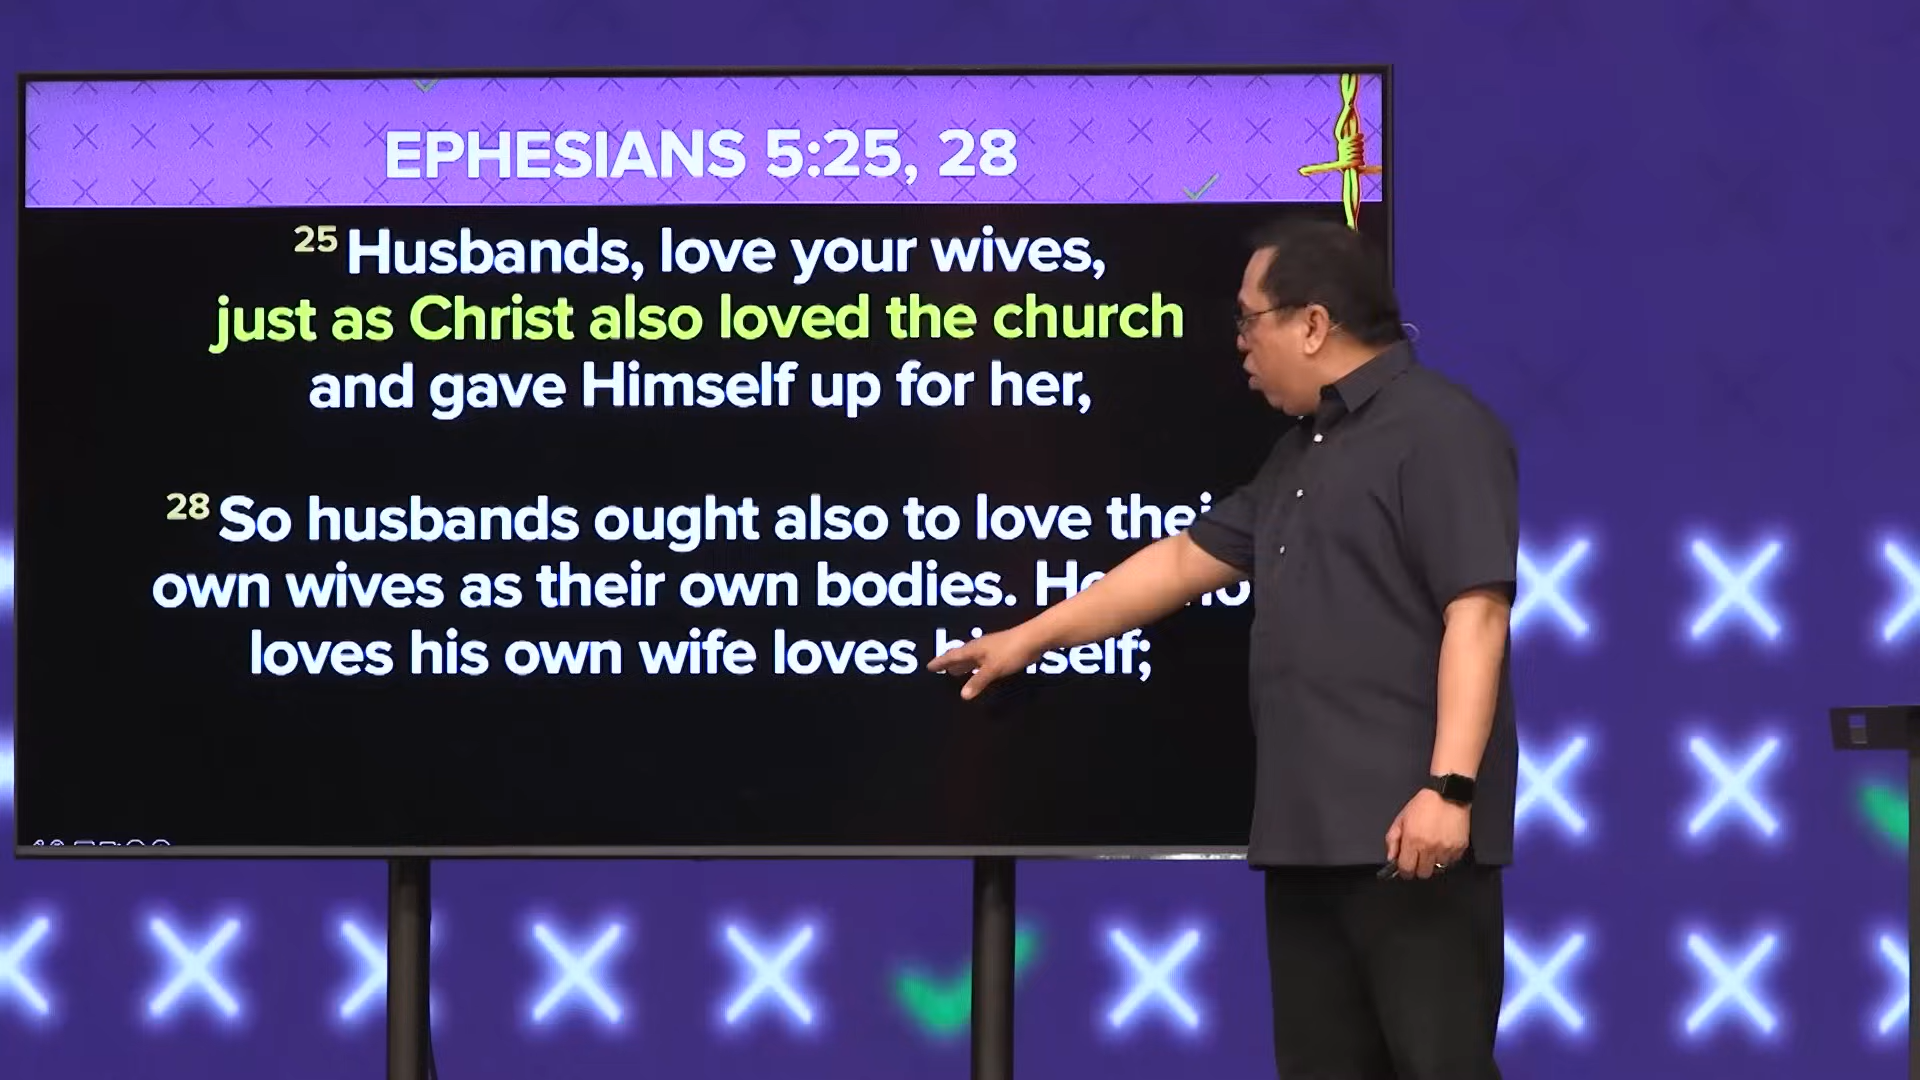 EPHESIANS 5:25, 28
25 Husbands, love your wives,
just as Christ also loved the church
and gave Himself up for her,
28 So husbands ought also to love
own wives as their own bodies.
loves his own wife loves himself;